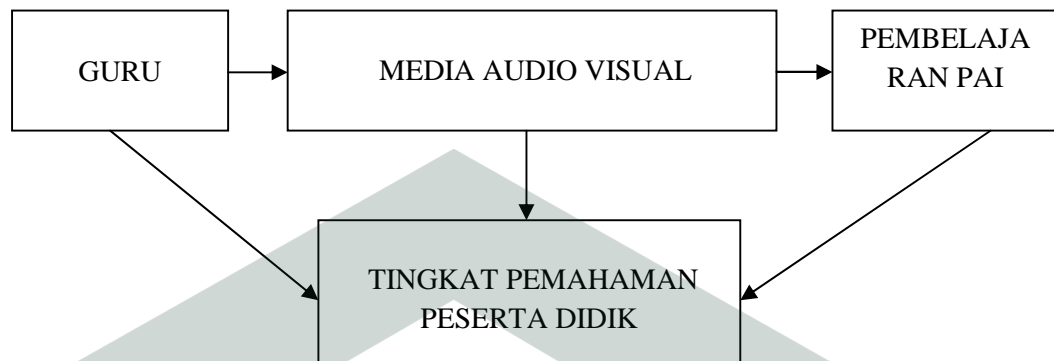 GURU
MEDIA AUDIO VISUAL
PEMBELAJA
RAN PAI
TINGKAT PEMAHAMAN
PESERTA DIDIK